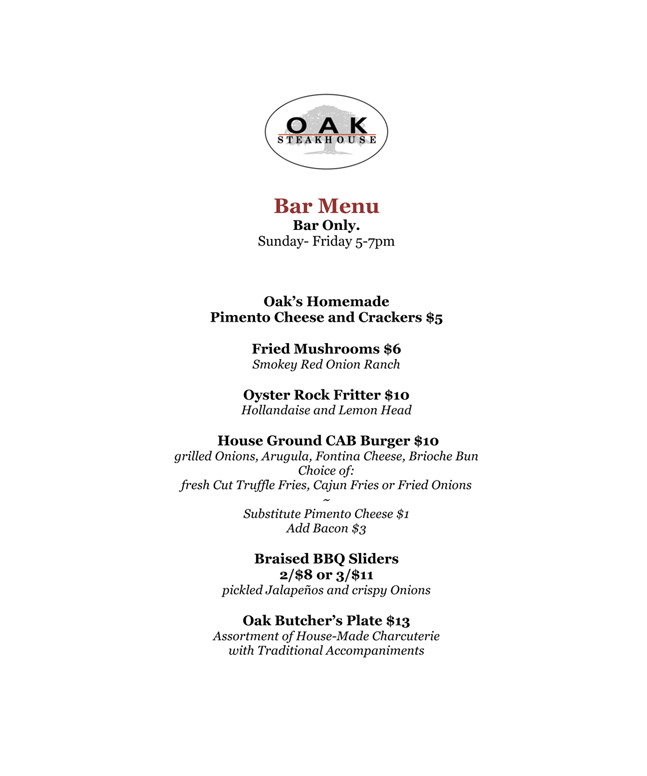 OAK
STEAKHOUSE
Bar Menu
Bar Only.
Sunday- Friday 5-7pm
Oak's Homemade
Pimento Cheese and Crackers $5
Fried Mushrooms $6
Smokey Red Onion Ranch
Oyster Rock Fritter $10
Hollandaise and Lemon Head
House Ground CAB Burger $10
grilled Onions, Arugula, Fontina Cheese, Brioche Bun
Choice of:
fresh Cut Truffle Fries, Cajun Fries or Fried Onions
~
Substitute Pimento Cheese $1
Add Bacon $3
Braised BBQ Sliders
2/$8 or 3/$11
pickled Jalapeños and crispy Onions
Oak Butcher's Plate $13
Assortment of House-Made Charcuterie
with Traditional Accompaniments